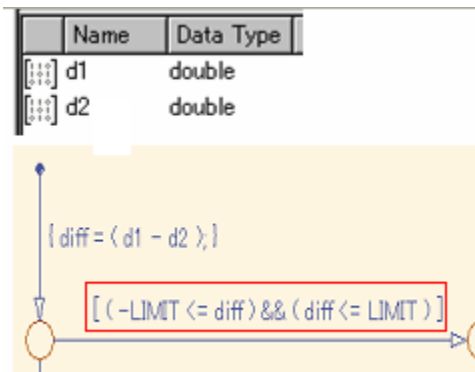 Name Data Type
d1 double
d2 double
{diff = ( d1 - d2 );}
[(-LIMIT <= diff)&&(diff<= LIMIT)]